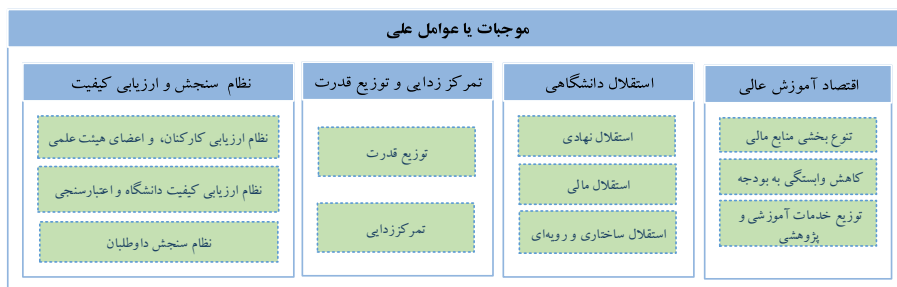 موجبات یا عوامل علی
اقتصاد آموزش عالی
تنوع بخشی منابع مالی
کاهش وابستگی به بودجه
توزیع خدمات آموزشی و
پژوهشی
استقلال دانشگاهی
استقلال نهادی
استقلال مالی
استقلال ساختاری و رویه‌ای
تمرکز زدایی و توزیع قدرت
توزیع قدرت
تمرکززدایی
نظام سنجش و ارزیابی کیفیت
نظام ارزیابی کارکنان، و اعضای هیئت علمی
نظام ارزیابی کیفیت دانشگاه و اعتبارسنجی
نظام سنجش داوطلبان